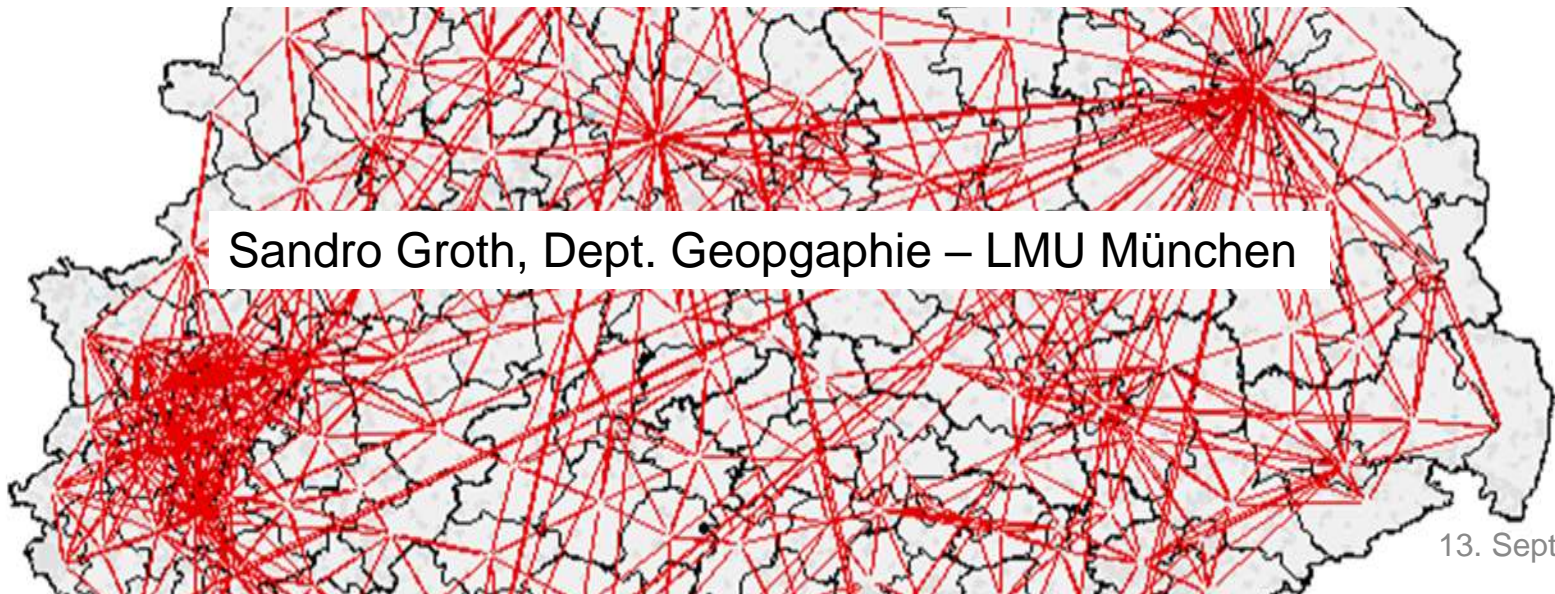 Sandro Groth, Dept. Geopgaphie – LMU München
13. Sept